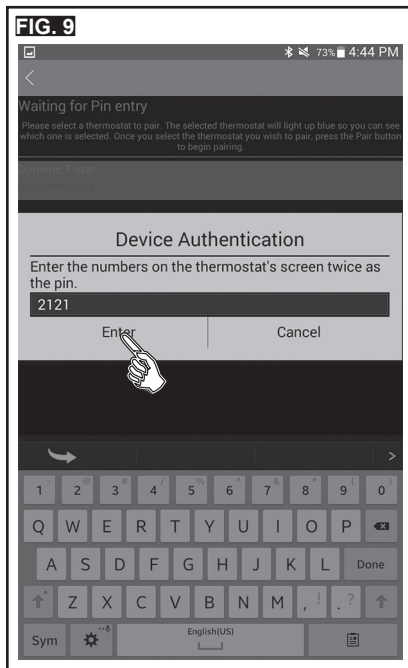 FIG. 9
73% 4:44 PM
Waiting for Pin entry
Please select a thermostat to pair. The selected thermostat will light up blue so you can see
which one is selected. Once you select the thermostat you wish to pair, press the Pair button
to begin pairing.
Dometic T-stat
Device Authentication
Enter the numbers on the thermostat's screen twice as
the pin.
2121
Enter Cancel
>
1 - 2 @ 3 # 4 / 5 % 6 ^ 7 & 8 * 9 ( 0 )
Q W E R T Y U I O P
A S D F G H J K L Done
Z X C V B N M , ! . ?
Sym English(US)